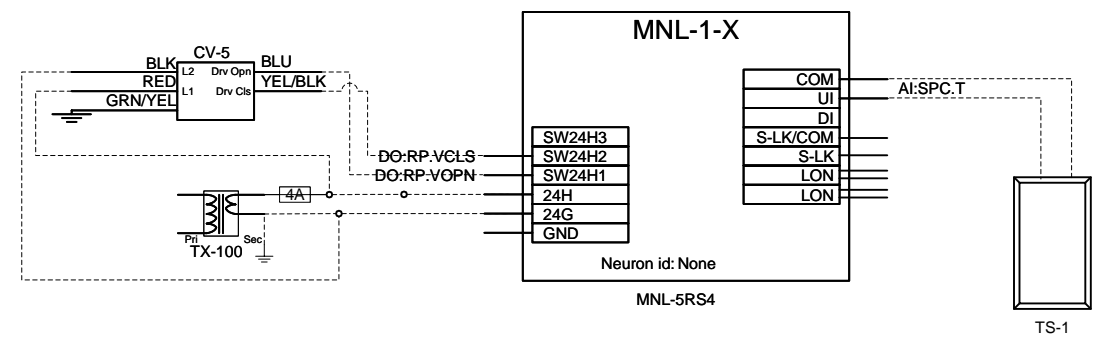 MNL-1-X
CV-5
BLK
BLU
L2
Drv Opn
RED
YEL/BLK
L1
Drv Cls
GRN/YEL
COM
UI
AI:SPC.T
DI
S-LK/COM
S-LK
LON
LON
SW24H3
DO:RP.VCLS
SW24H2
DO:RP.VOPN
SW24H1
4A
24H
24G
GND
Pri
Sec
TX-100
Neuron id: None
MNL-5RS4
TS-1